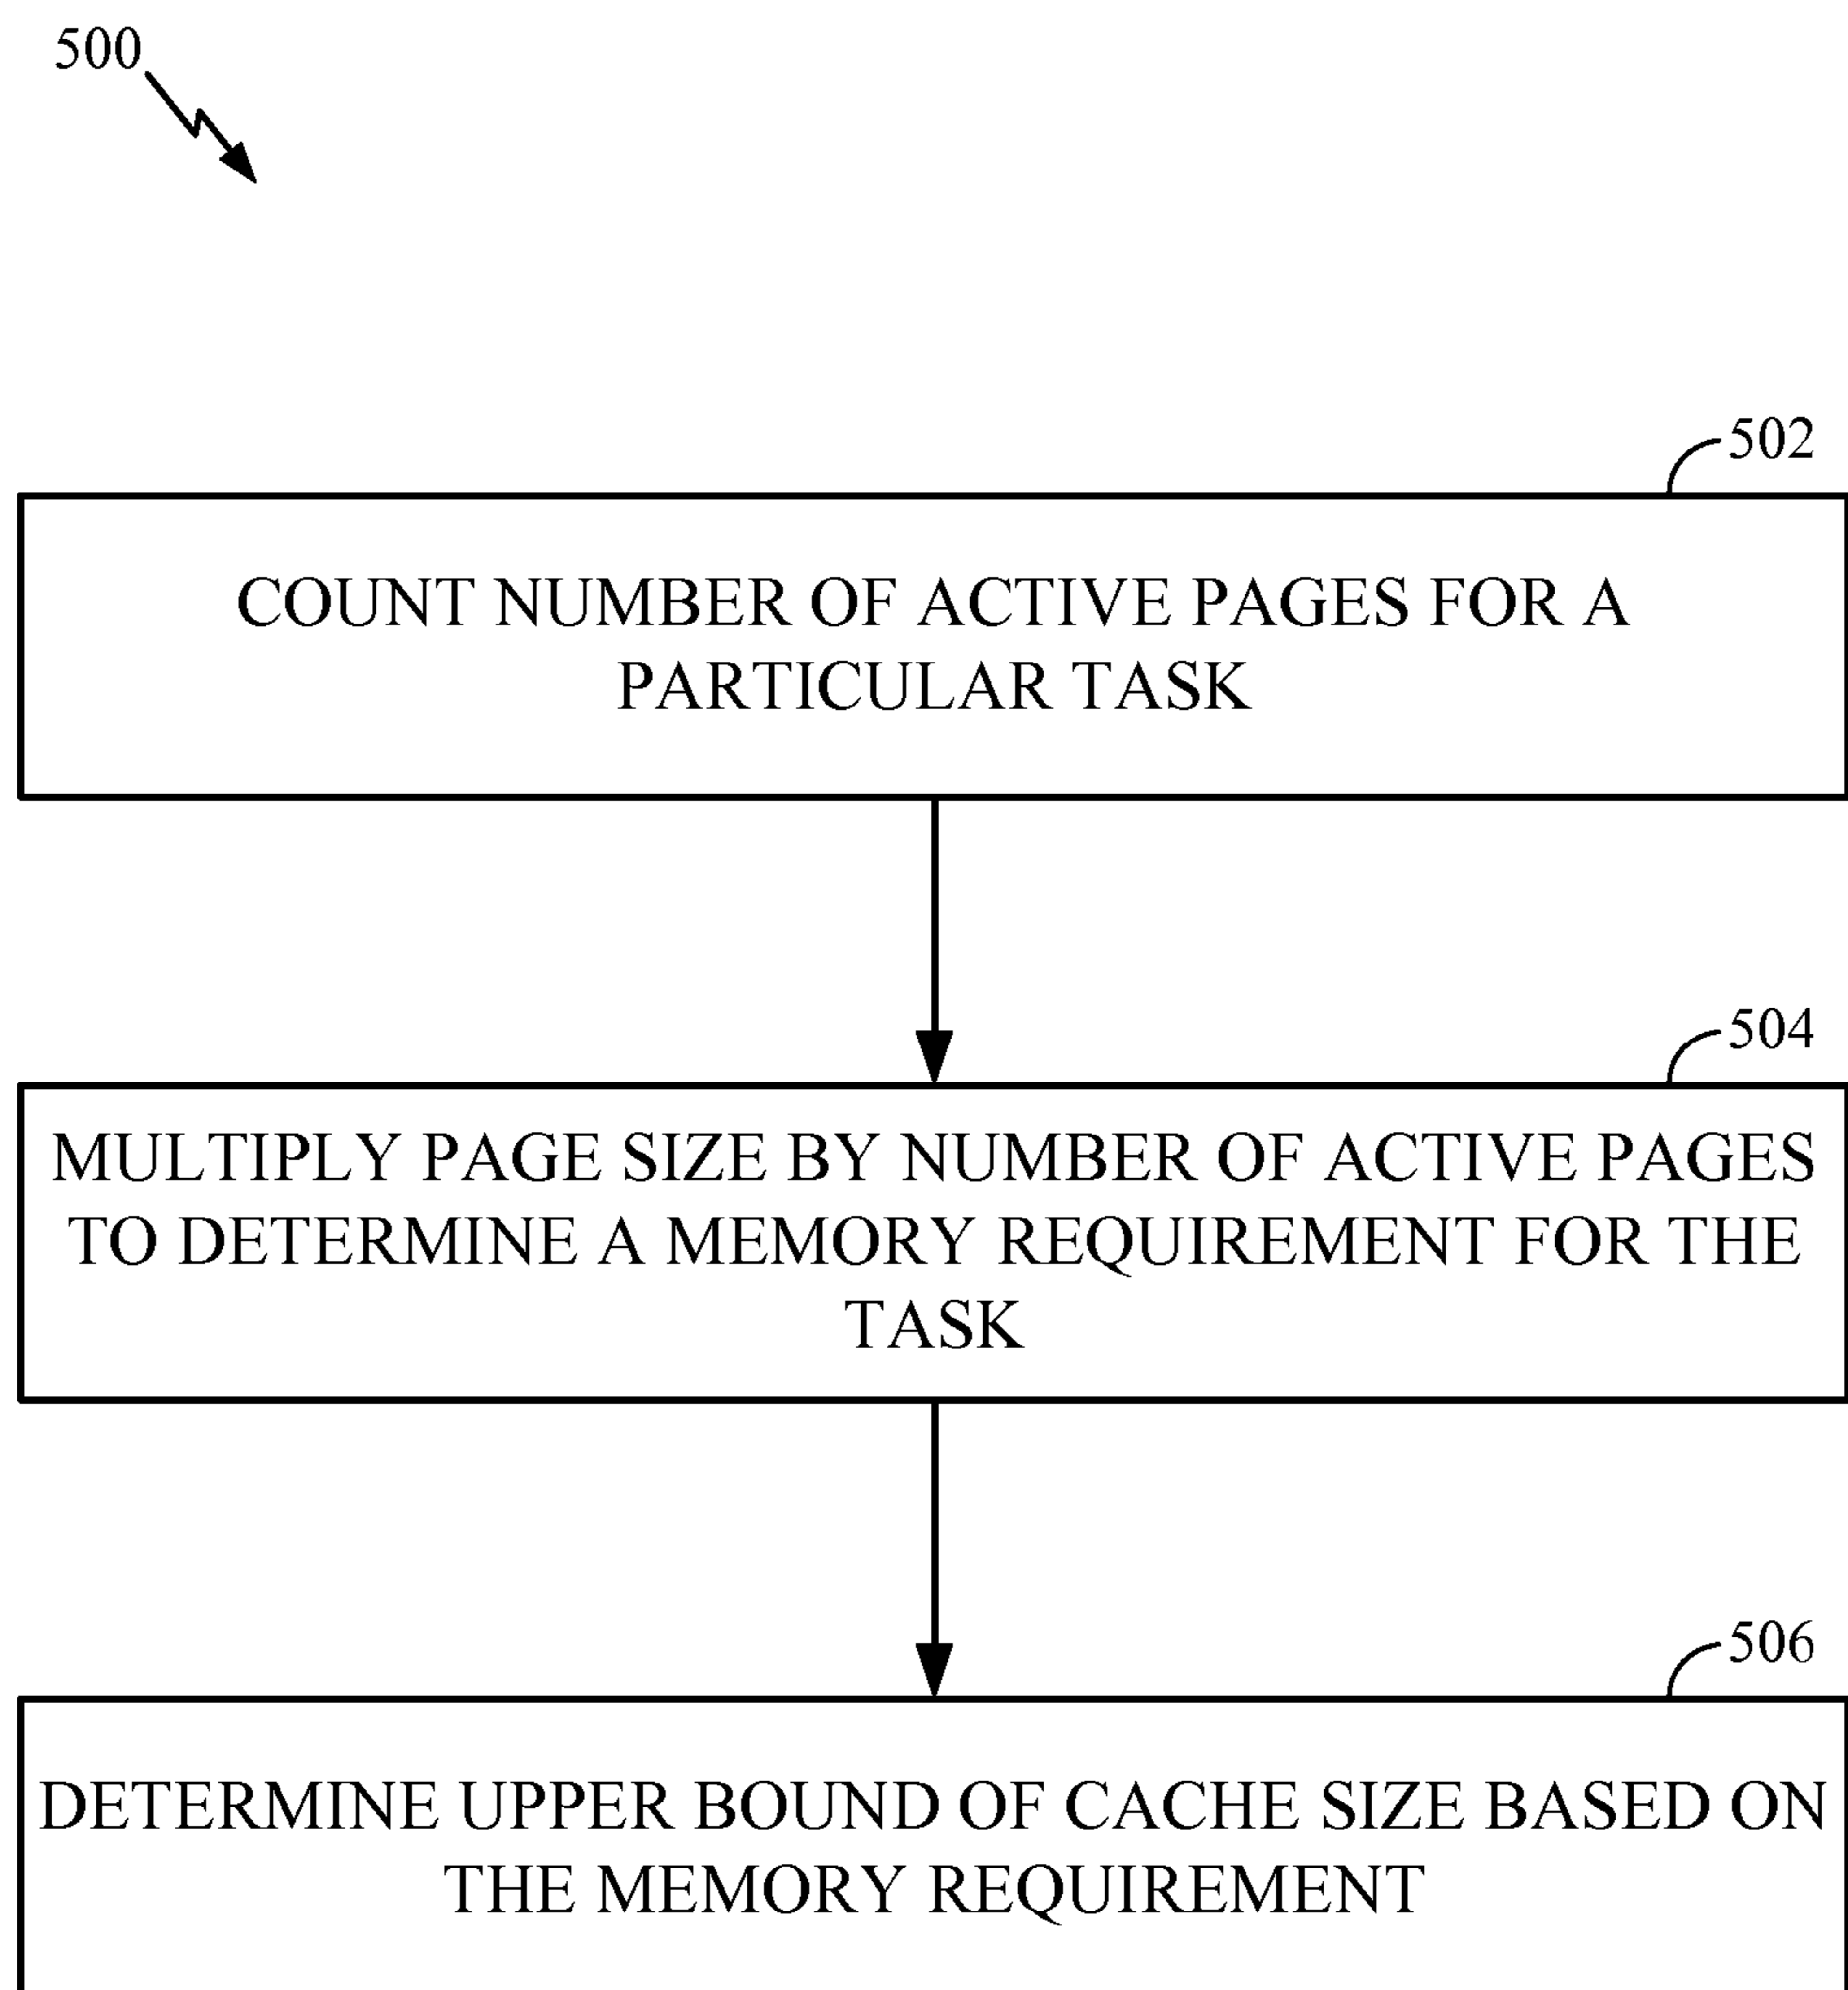 500
502
COUNT NUMBER OF ACTIVE PAGES FOR A
PARTICULAR TASK
504
MULTIPLY PAGE SIZE BY NUMBER OF ACTIVE PAGES
TO DETERMINE A MEMORY REQUIREMENT FOR THE
TASK
506
DETERMINE UPPER BOUND OF CACHE SIZE BASED ON
THE MEMORY REQUIREMENT